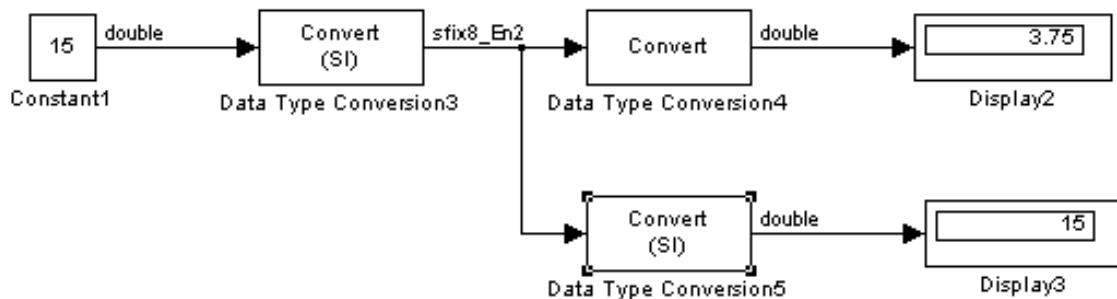 15
Constant1
double
Convert
(SI)
Data Type Conversion3
sfix8_En2
Convert
Data Type Conversion4
double
3.75
Display2
Convert
(SI)
Data Type Conversion5
double
15
Display3